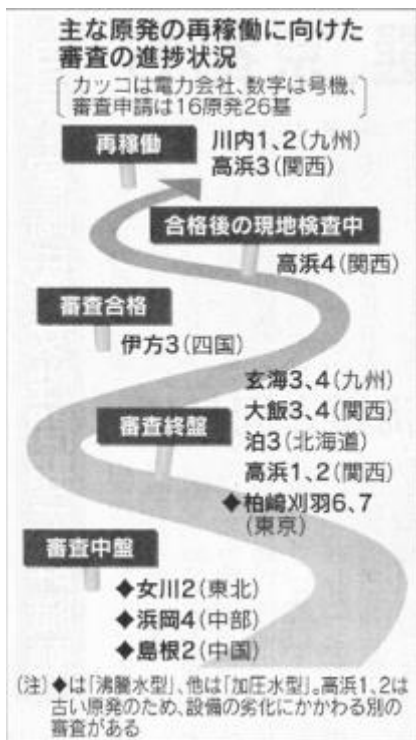 主な原発の再稼働に向けた
審査の進捗状況
カッコは電力会社、数字は号機、
審査申請は16原発26基
再稼働
川内1、2(九州)
高浜3(関西)
合格後の現地検査中
高浜4(関西)
審査合格
伊方3(四国)
審査終盤
玄海3、4(九州)
大飯3、4(関西)
泊3(北海道)
高浜1、2(関西)
◆柏崎刈羽6、7
(東京)
審査中盤
◆女川2(東北)
◆浜岡4(中部)
◆島根2(中国)
(注)◆は「沸騰水型」、他は「加圧水型」。高浜1、2は
古い原発のため、設備の劣化にかかわる別の
審査がある